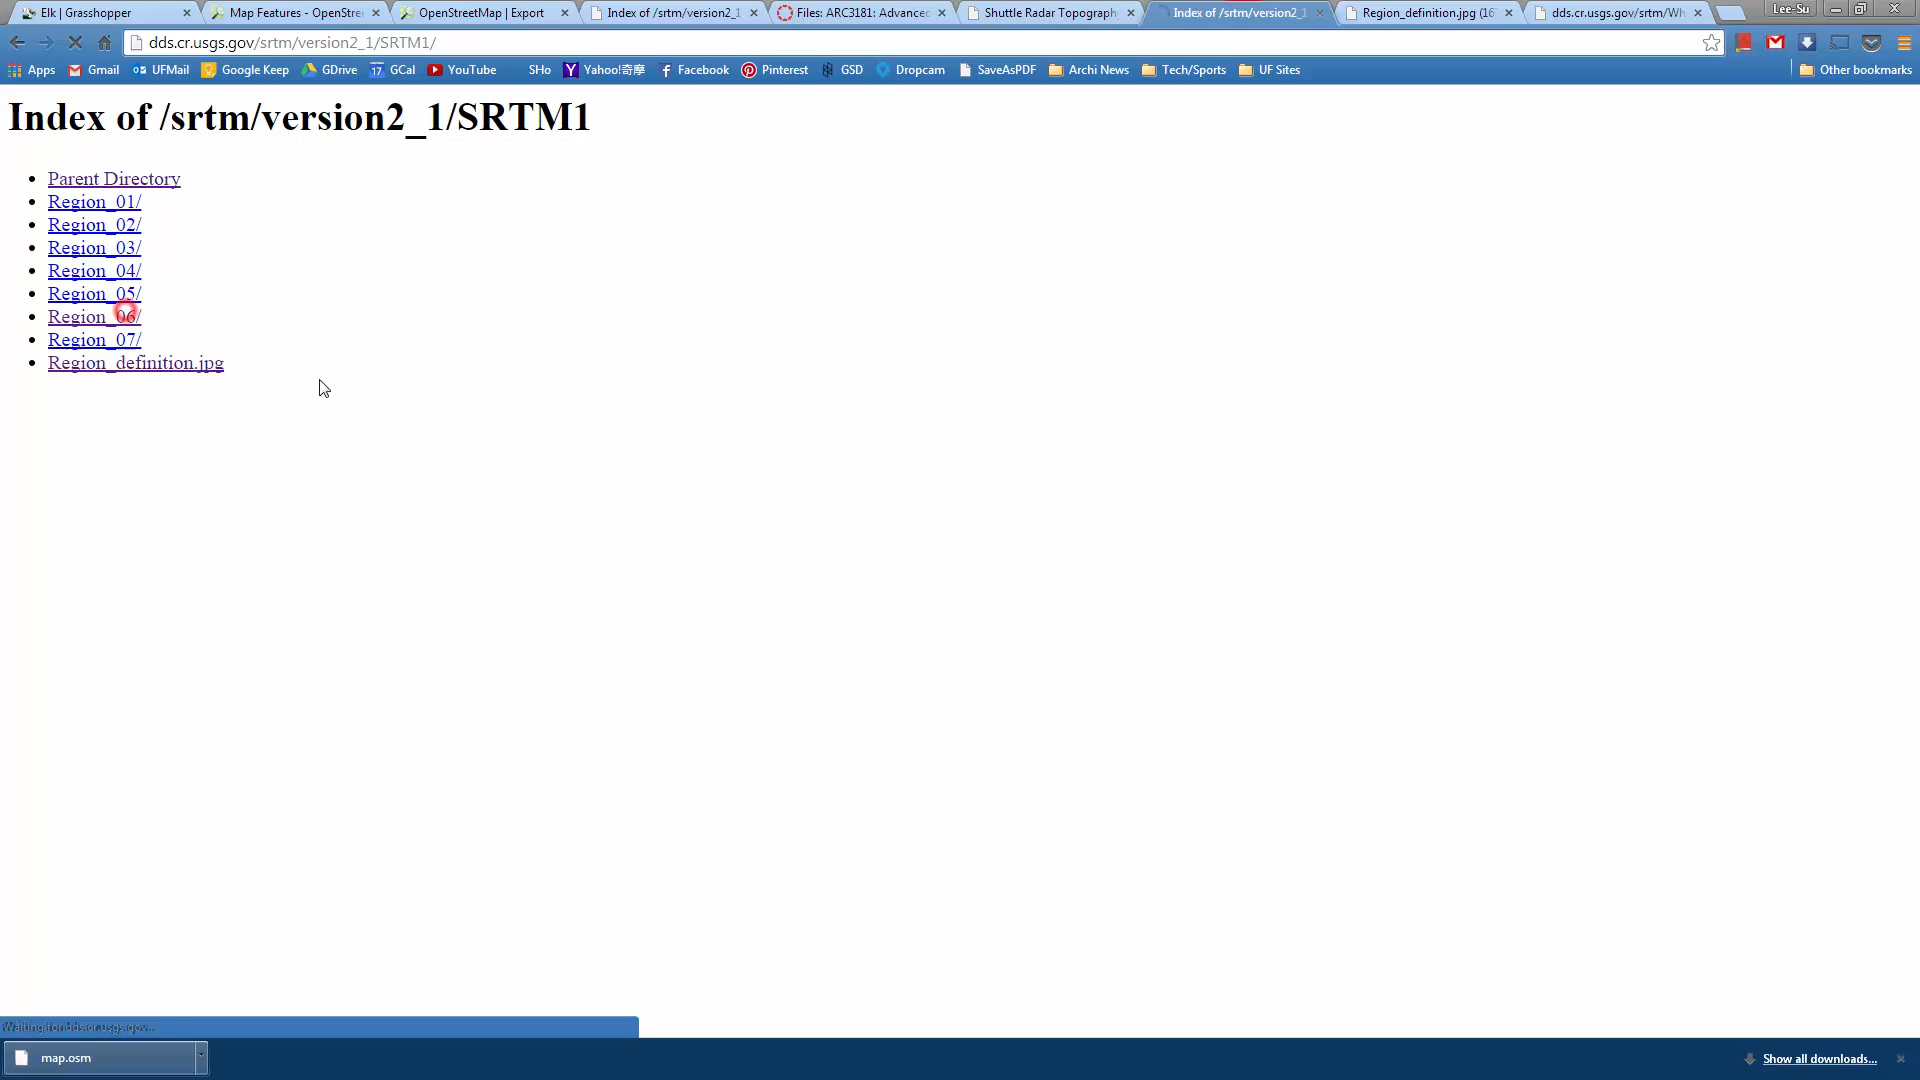 Elk | Grasshopper
Map Features - OpenStre
OpenStreetMap | Export
Index of /srtm/version2_1
Files: ARC3181: Advanced
Shuttle Radar Topography
Index of /srtm/version2_1
Region_definition.jpg (16
dds.cr.usgs.gov/srtm/Wh
Lee-Su
dds.cr.usgs.gov/srtm/version2_1/SRTM1/
Apps
Gmail
UFMail
Google Keep
GDrive
17
GCal
YouTube
SHo
Yahoo!奇摩
Facebook
Pinterest
GSD
Dropcam
SaveAsPDF
Archi News
Tech/Sports
UF Sites
Other bookmarks
Index of /srtm/version2_1/SRTM1
Parent Directory
Region_01/
Region_02/
Region_03/
Region_04/
Region_05/
Region_06/
Region_07/
Region_definition.jpg
Waiting for dds.cr.usgs.gov...
map.osm
Show all downloads...